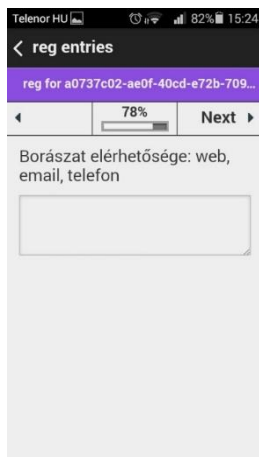 Telenor HU 82% 15:24
reg entries
reg for a0737c02-ae0f-40cd-e72b-709...
78% Next
Borászat elérhetősége: web,
email, telefon